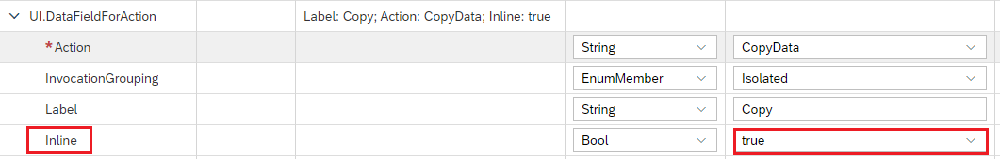 UI.DataFieldForAction Label: Copy; Action: CopyData; Inline: true
*Action String CopyData
InvocationGrouping EnumMember Isolated
Label String Copy
Inline Bool true